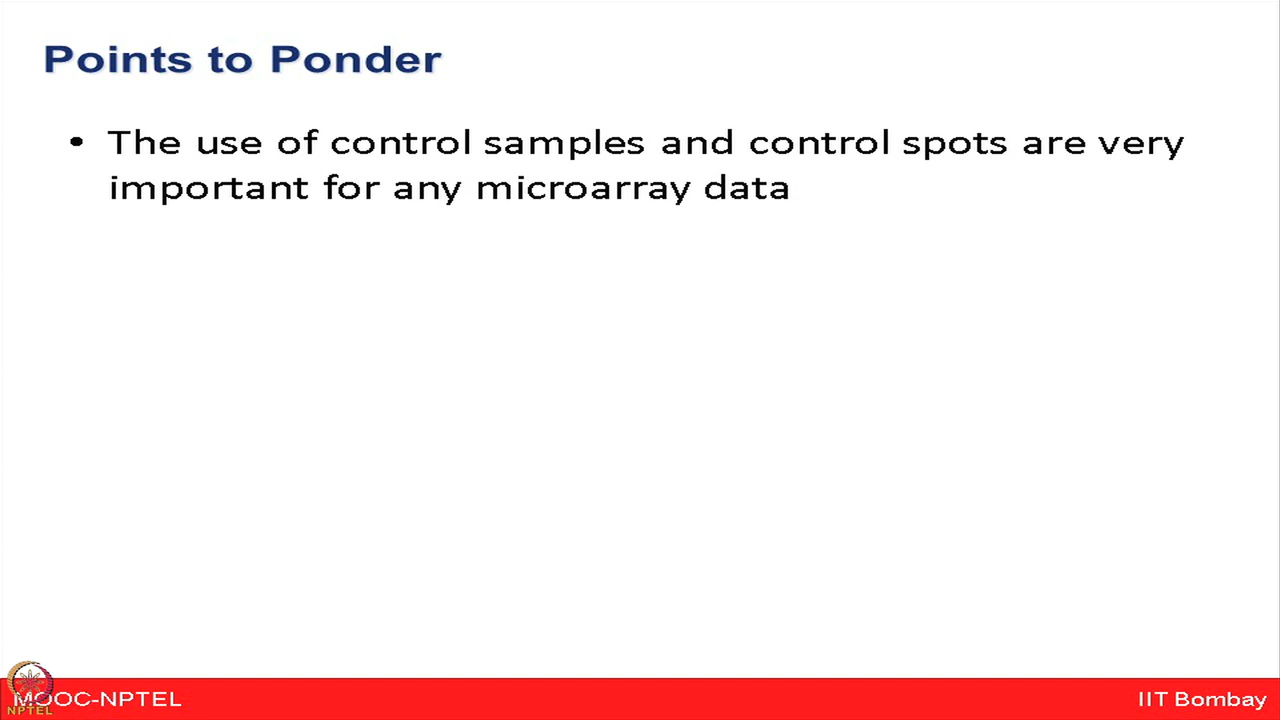 Points to Ponder
• The use of control samples and control spots are very
important for any microarray data
MOOC-NPTEL
IIT Bombay
NPTEL